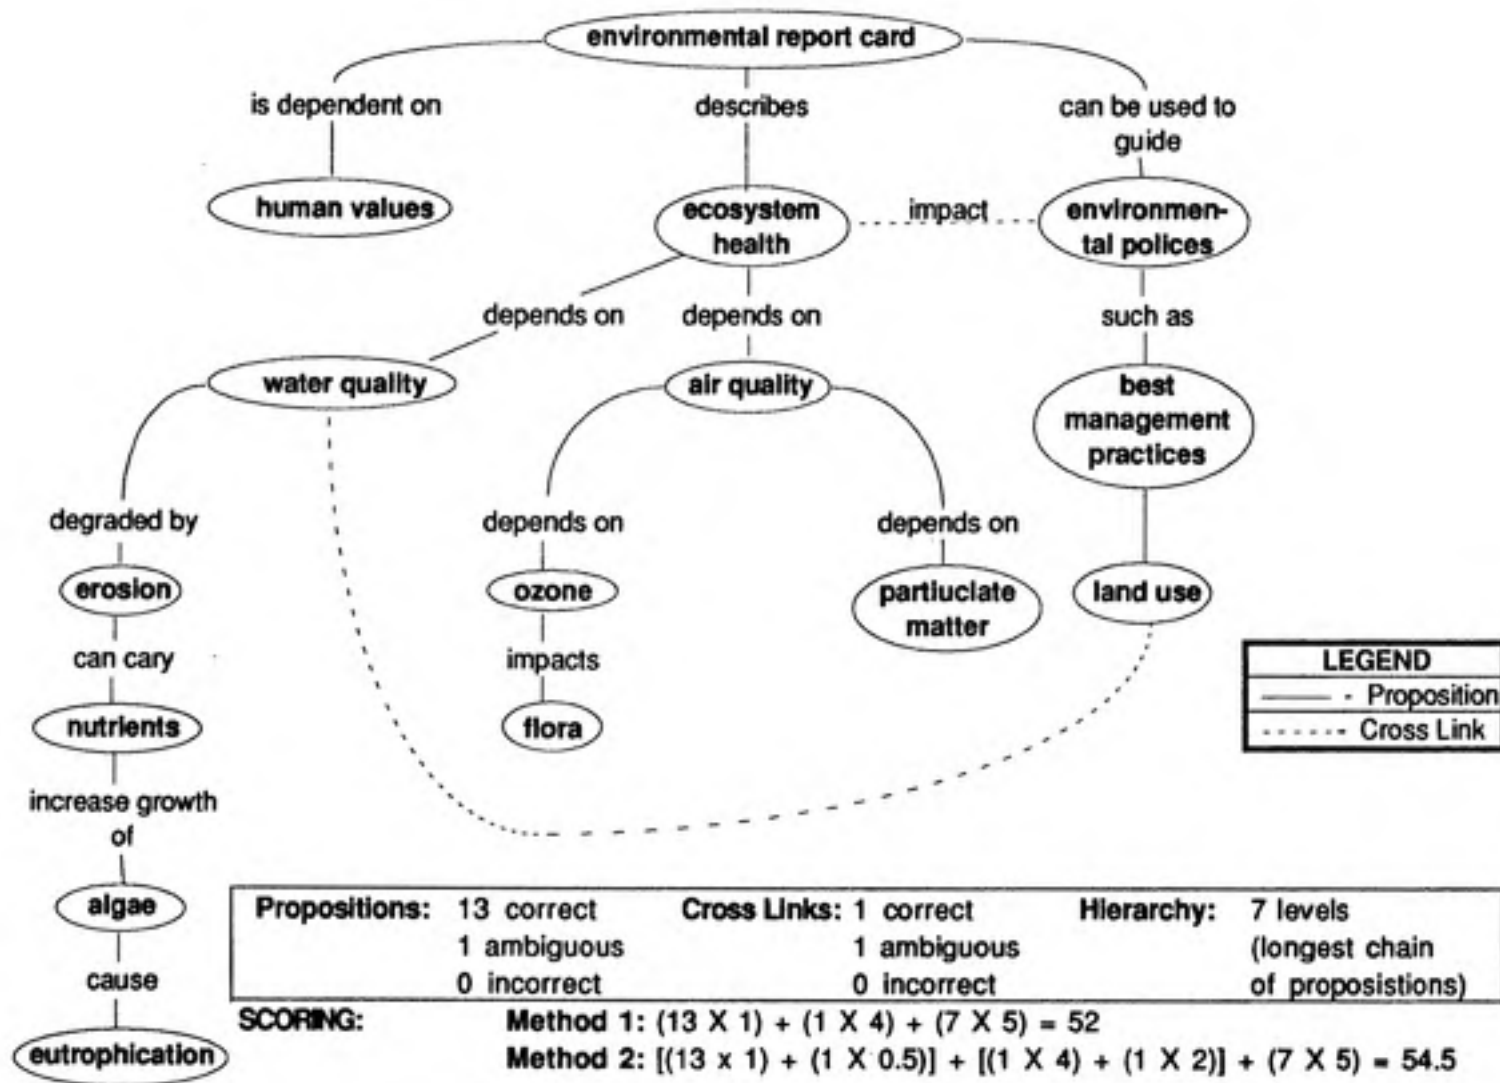 environmental report card
is dependent on
describes
can be used to
guide
human values
ecosystem
health
impact
environmen-
tal polices
depends on
depends on
such as
water quality
air quality
best
management
practices
degraded by
depends on
depends on
erosion
ozone
partiuclate
matter
land use
can cary
impacts
nutrients
flora
LEGEND
- Proposition
Cross Link
increase growth
of
algae
cause
eutrophication
Propositions: 13 correct Cross Links: 1 correct Hierarchy: 7 levels
1 ambiguous 1 ambiguous (longest chain
0 incorrect 0 incorrect of proposistions)
SCORING: Method 1: (13 X 1) + (1 X 4) + (7 X 5) = 52
Method 2: [(13 x 1) + (1 X 0.5)] + [(1 X 4) + (1 X 2)] + (7 X 5) = 54.5